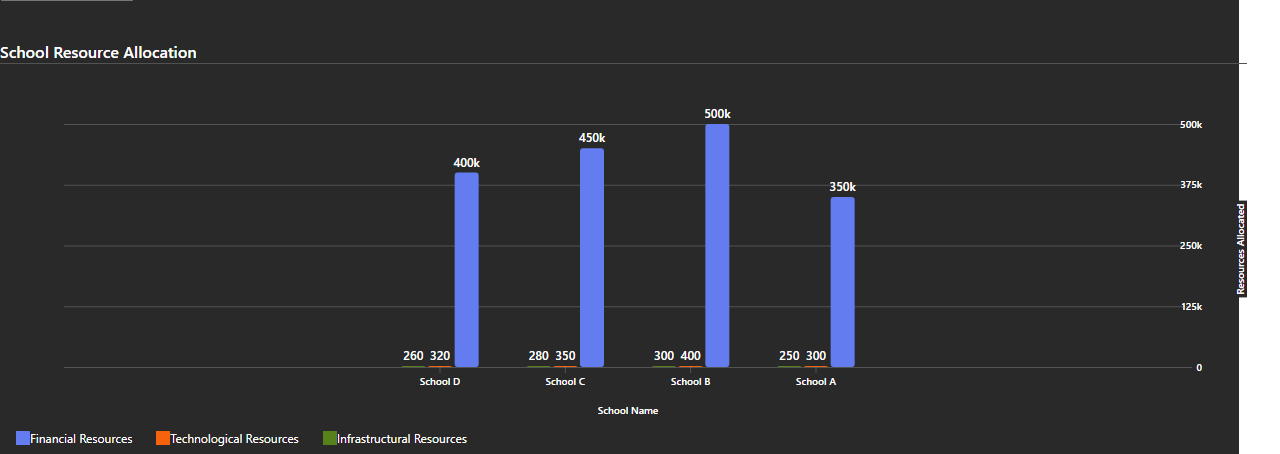 School Resource Allocation
500k
450k
400k
350k
500k
375k
250k
125k
0
Resources Allocated
260 320 280 350 300 400 250 300
School D School C School B School A
School Name
Financial Resources Technological Resources Infrastructural Resources